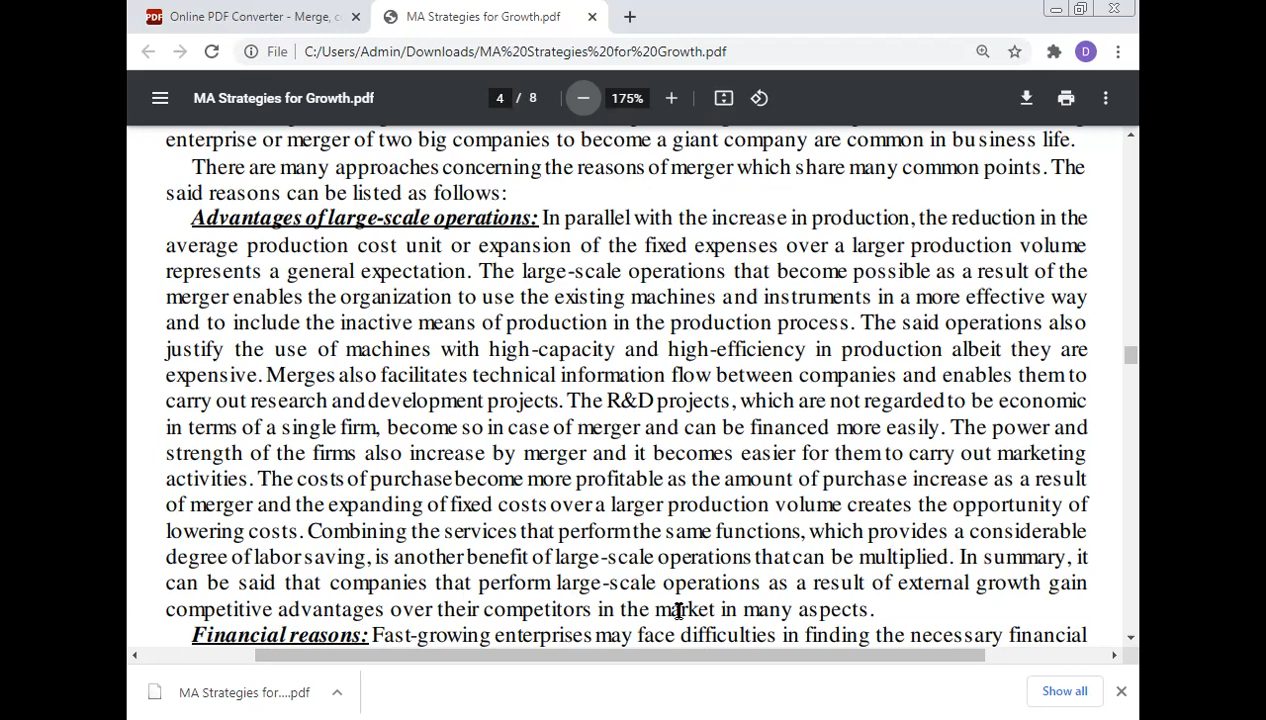 Online PDF Converter - Merge, c
MA Strategies for Growth.pdf
File
C:/Users/Admin/Downloads/MA%20Strategies%20for%20Growth.pdf
D
MA Strategies for Growth.pdf
4 / 8
175%
enterprise or merger of two big companies to become a giant company are common in business life.
There are many approaches concerning the reasons of merger which share many common points. The
said reasons can be listed as follows:
Advantages of large-scale operations: In parallel with the increase in production, the reduction in the
average production cost unit or expansion of the fixed expenses over a larger production volume
represents a general expectation. The large-scale operations that become possible as a result of the
merger enables the organization to use the existing machines and instruments in a more effective way
and to include the inactive means of production in the production process. The said operations also
justify the use of machines with high-capacity and high-efficiency in production albeit they are
expensive. Merges also facilitates technical information flow between companies and enables them to
carry out research and development projects. The R&D projects, which are not regarded to be economic
in terms of a single firm, become so in case of merger and can be financed more easily. The power and
strength of the firms also increase by merger and it becomes easier for them to carry out marketing
activities. The costs of purchase become more profitable as the amount of purchase increase as a result
of merger and the expanding of fixed costs over a larger production volume creates the opportunity of
lowering costs. Combining the services that perform the same functions, which provides a considerable
degree of labor saving, is another benefit of large-scale operations that can be multiplied. In summary, it
can be said that companies that perform large-scale operations as a result of external growth gain
competitive advantages over their competitors in the market in many aspects.
Financial reasons: Fast-growing enterprises may face difficulties in finding the necessary financial
MA Strategies for....pdf
Show all